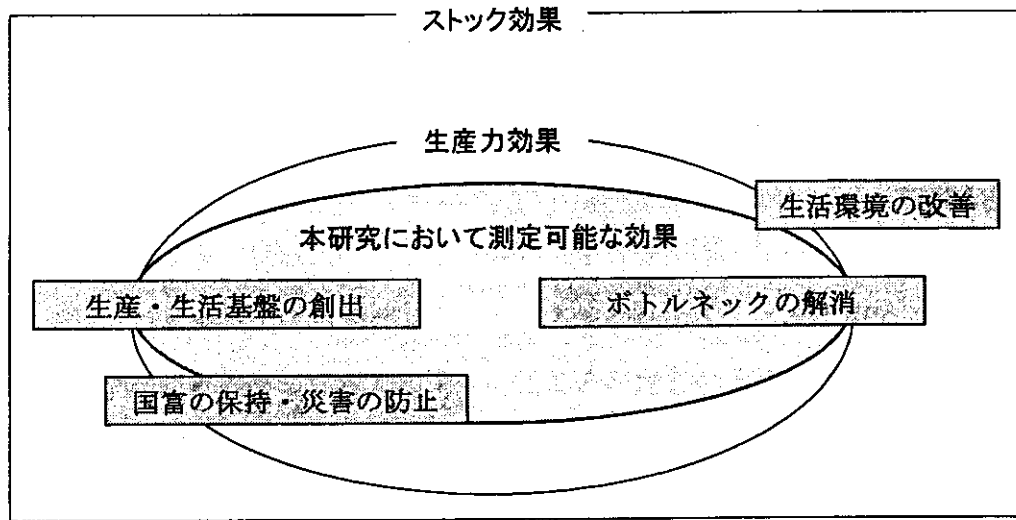 ストック効果
生産力効果
生活環境の改善
本研究において測定可能な効果
生産・生活基盤の創出
ボトルネックの解消
国富の保持・災害の防止